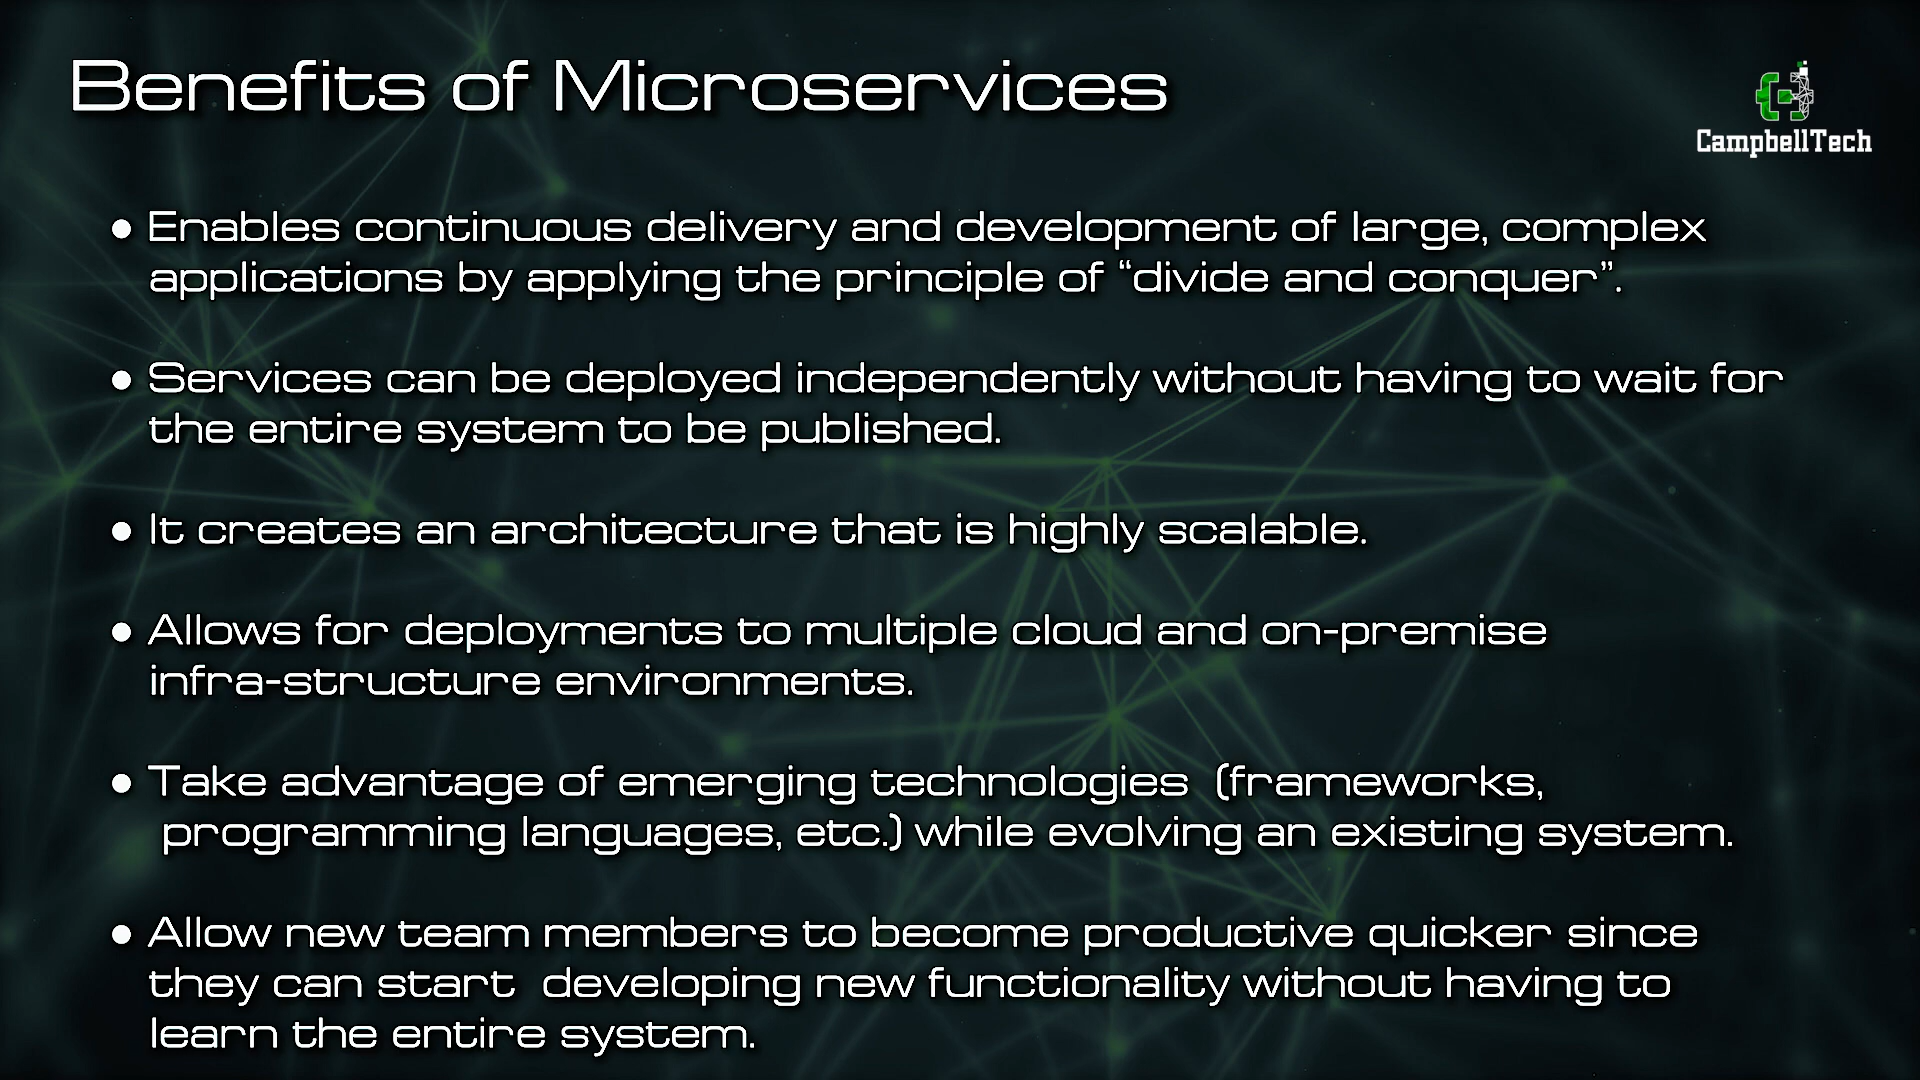 Benefits of Microservices
CampbellTech
● Enables continuous delivery and development of large, complex
applications by applying the principle of “divide and conquer”.
● Services can be deployed independently without having to wait for
the entire system to be published.
● It creates an architecture that is highly scalable.
● Allows for deployments to multiple cloud and on-premise
infra-structure environments.
● Take advantage of emerging technologies (frameworks,
programming languages, etc.) while evolving an existing system.
● Allow new team members to become productive quicker since
they can start developing new functionality without having to
learn the entire system.